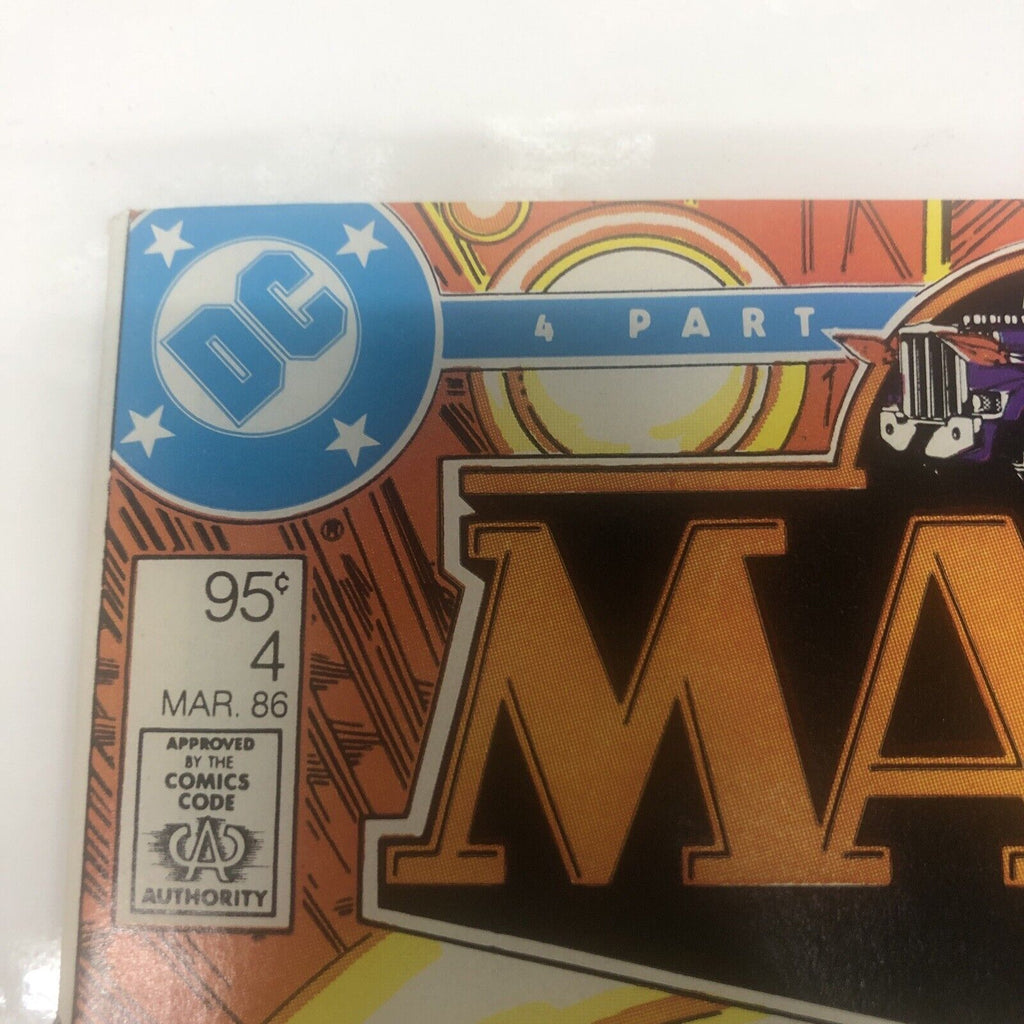 DC
4 PART
95¢
4
MAR. 86
APPROVED
BY THE
COMICS
CODE
CA
AUTHORITY
MA